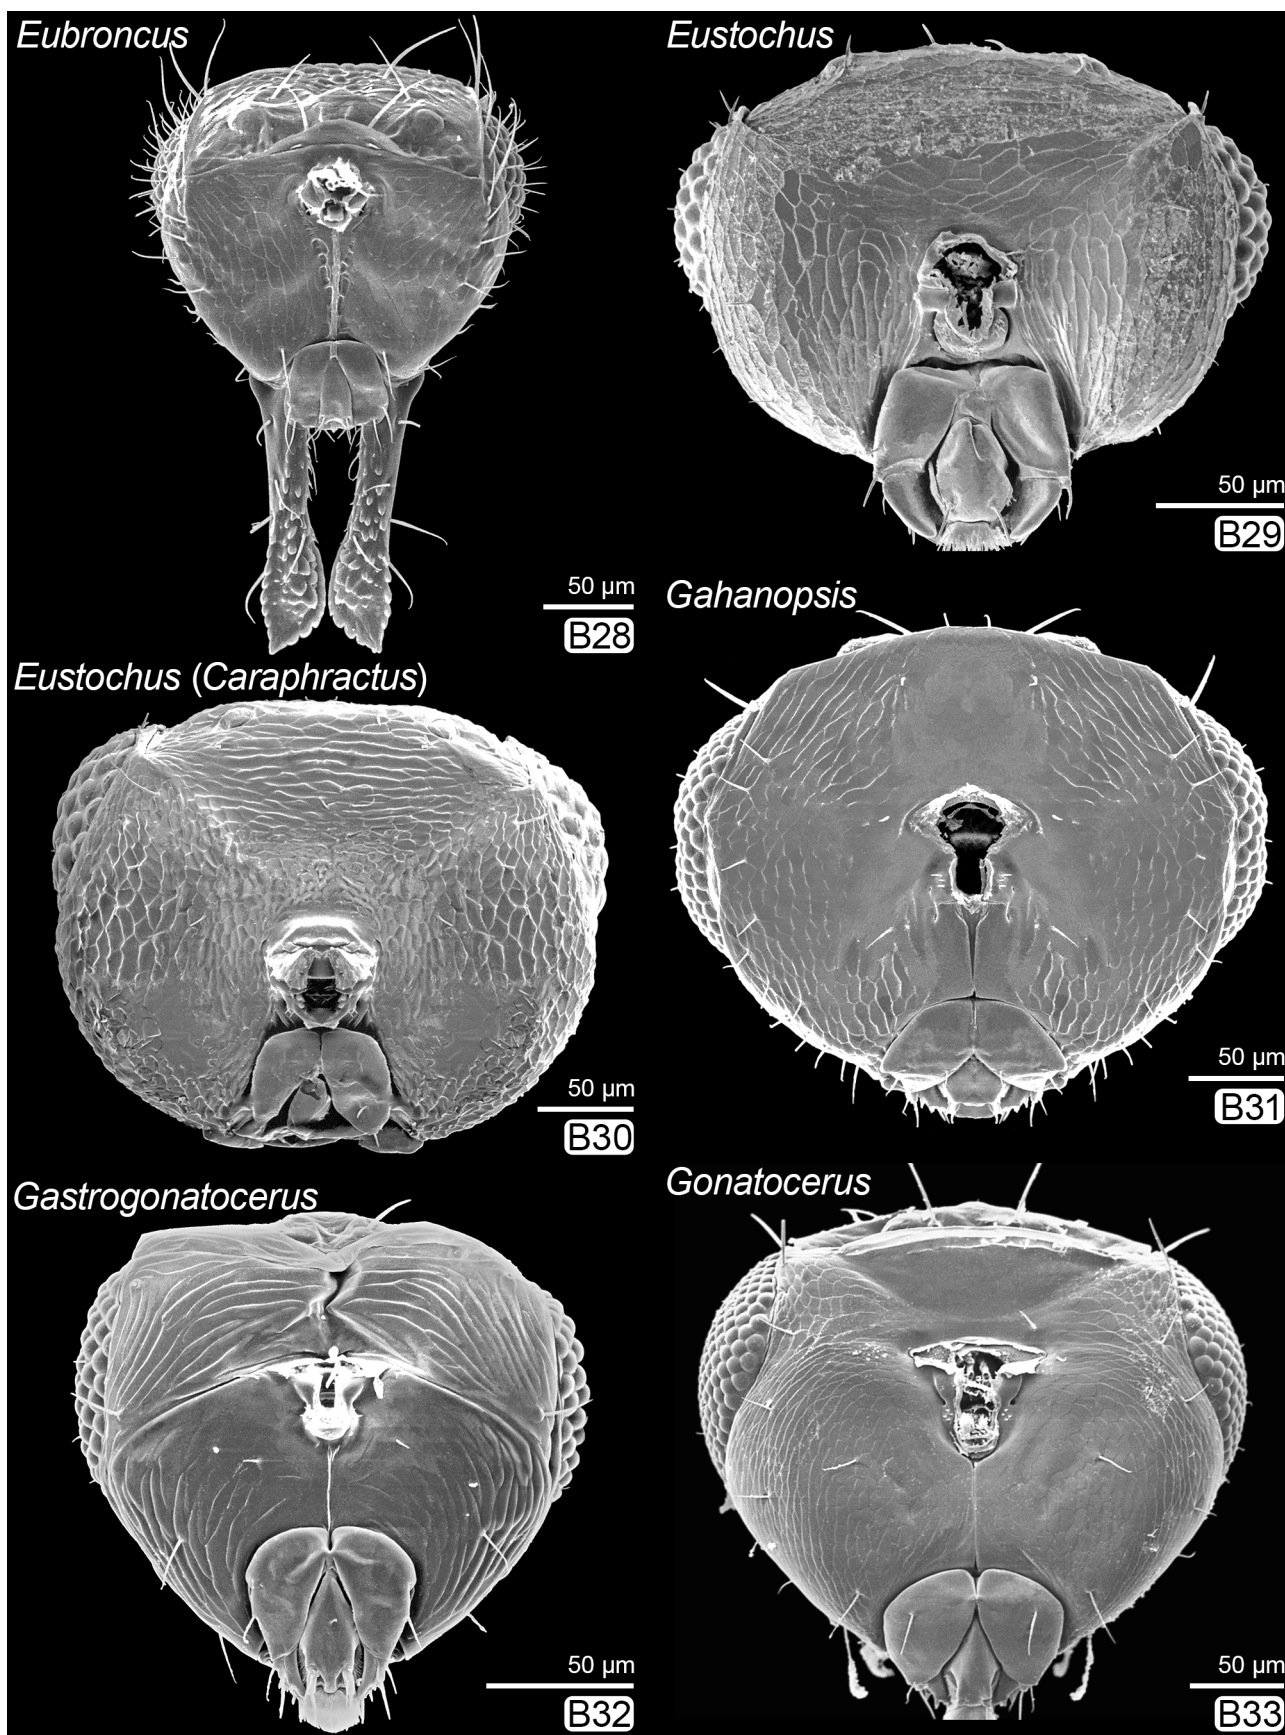 Eubroncus
50 µm
B28
Eustochus
50 µm
B29
Eustochus (Caraphractus)
50 µm
B30
Gahanopsis
50 µm
B31
Gastrogonatocerus
50 µm
B32
Gonatocerus
50 µm
B33